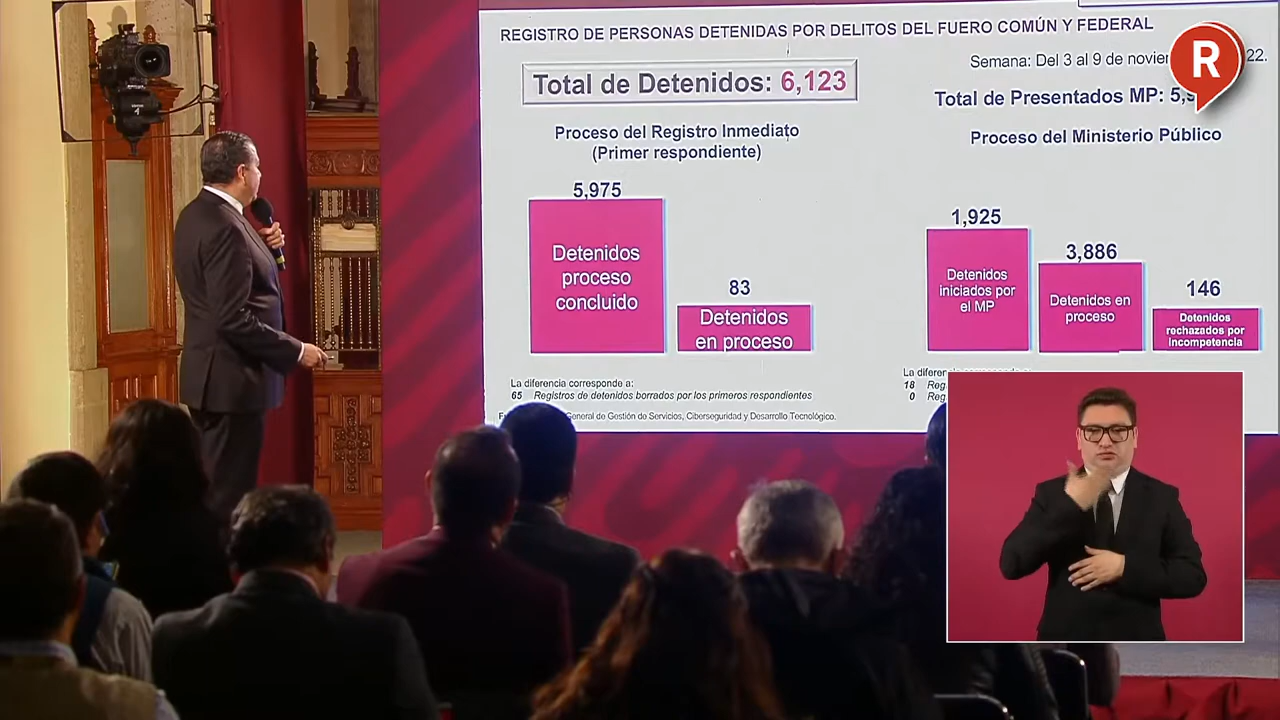 REGISTRO DE PERSONAS DETENIDAS POR DELITOS DEL FUERO COMÚN Y FEDERAL
Semana: Del 3 al 9 de 22.
Total de Detenidos: 6,123
Total de Presentados MP:
Proceso del Registro Inmediato
(Primer respondiente)
Proceso del Ministerio Público
5,975
Detenidos
proceso
concluido
83
Detenidos
en proceso
1,925
Detenidos
iniciados por
el MP
3,886
Detenidos en
proceso
146
Detenidos
rechazados por
Incompetencia
La diferencia corresponde a:
65 Registros de detenidos borrados por los primeros respondientes
General de Gestión de Servicios, Ciberseguridad y Desarrollo Tecnológico.
La
18
0
R
4